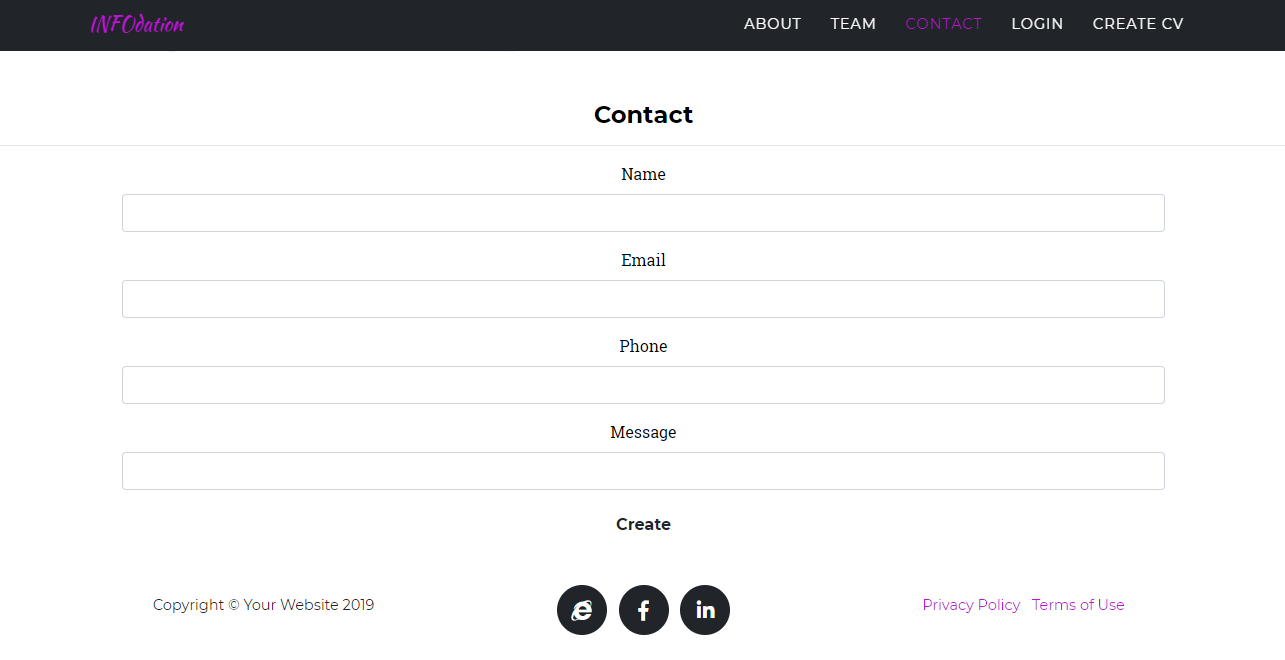 INFOdation
ABOUT TEAM CONTACT LOGIN CREATE CV
Contact
Name
Email
Phone
Message
Create
Copyright © Your Website 2019
Privacy Policy Terms of Use